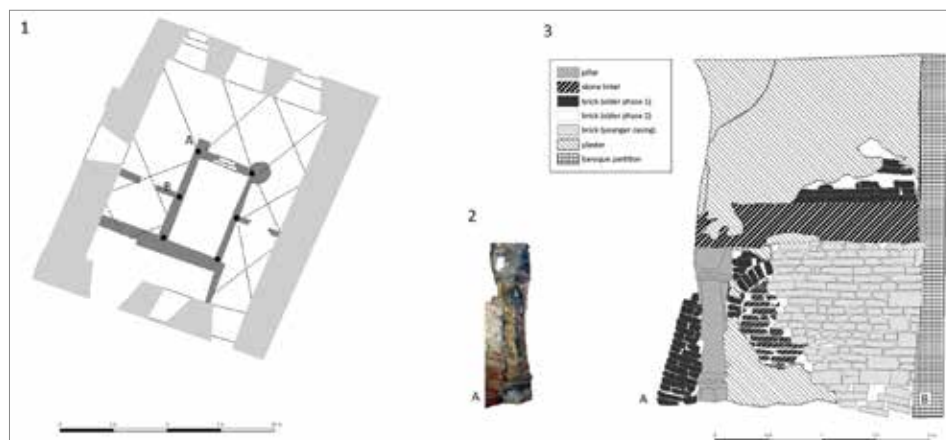 1
A
B
2
A
3
pillar
stone lintel
brick (older phase 1)
brick (older phase 2)
brick (younger casing)
plaster
baroque partition
A
B